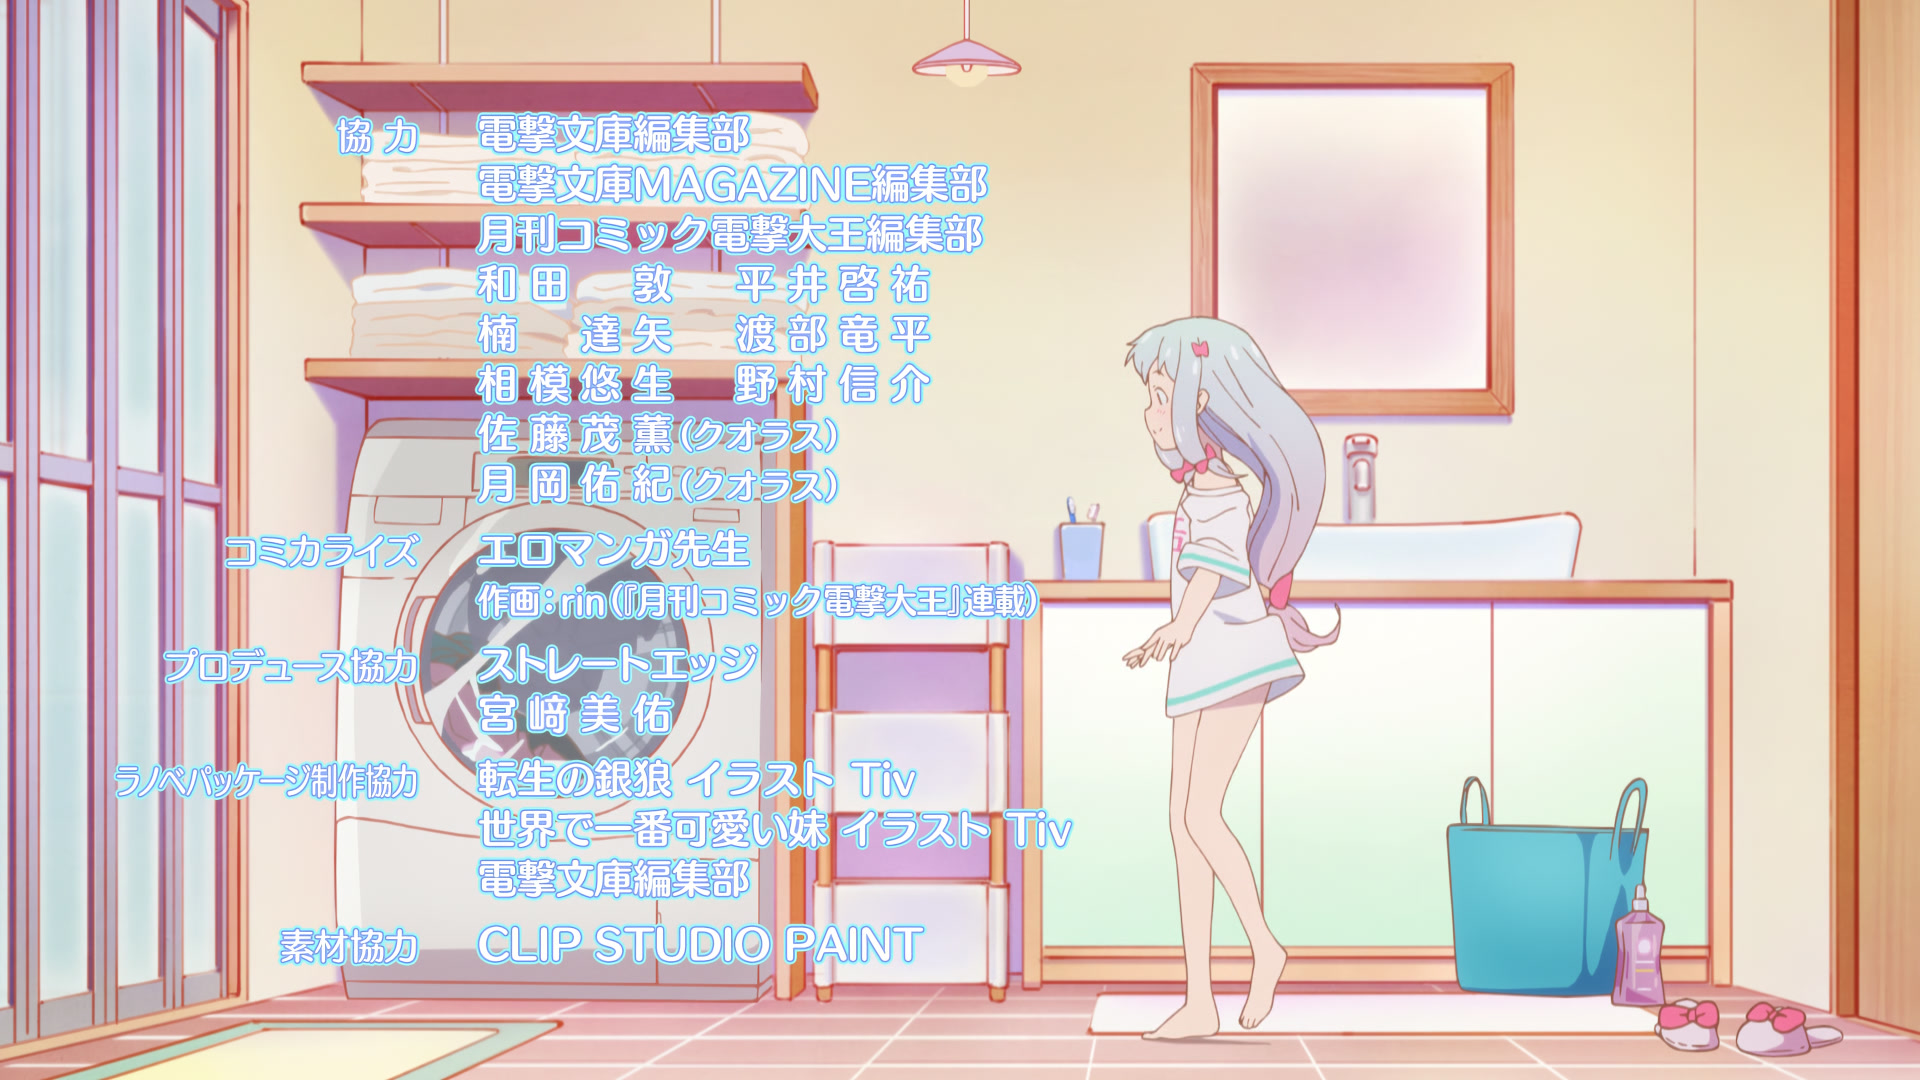 協力 電撃文庫編集部
電撃文庫MAGAZINE編集部
月刊コミック電撃大王編集部
和田 敦 平井啓祐
楠 達矢 渡部竜平
相模悠生 野村信介
佐藤茂薫(クオラス)
月岡佑紀(クオラス)
コミカライズ エロマンガ先生
作画:rin(『月刊コミック電撃大王』連載)
プロデュース協力 ストレートエッジ
宮﨑美佑
ラノベパッケージ制作協力 転生の銀狼 イラスト Tiv
世界で一番可愛い妹 イラスト Tiv
電撃文庫編集部
素材協力 CLIP STUDIO PAINT